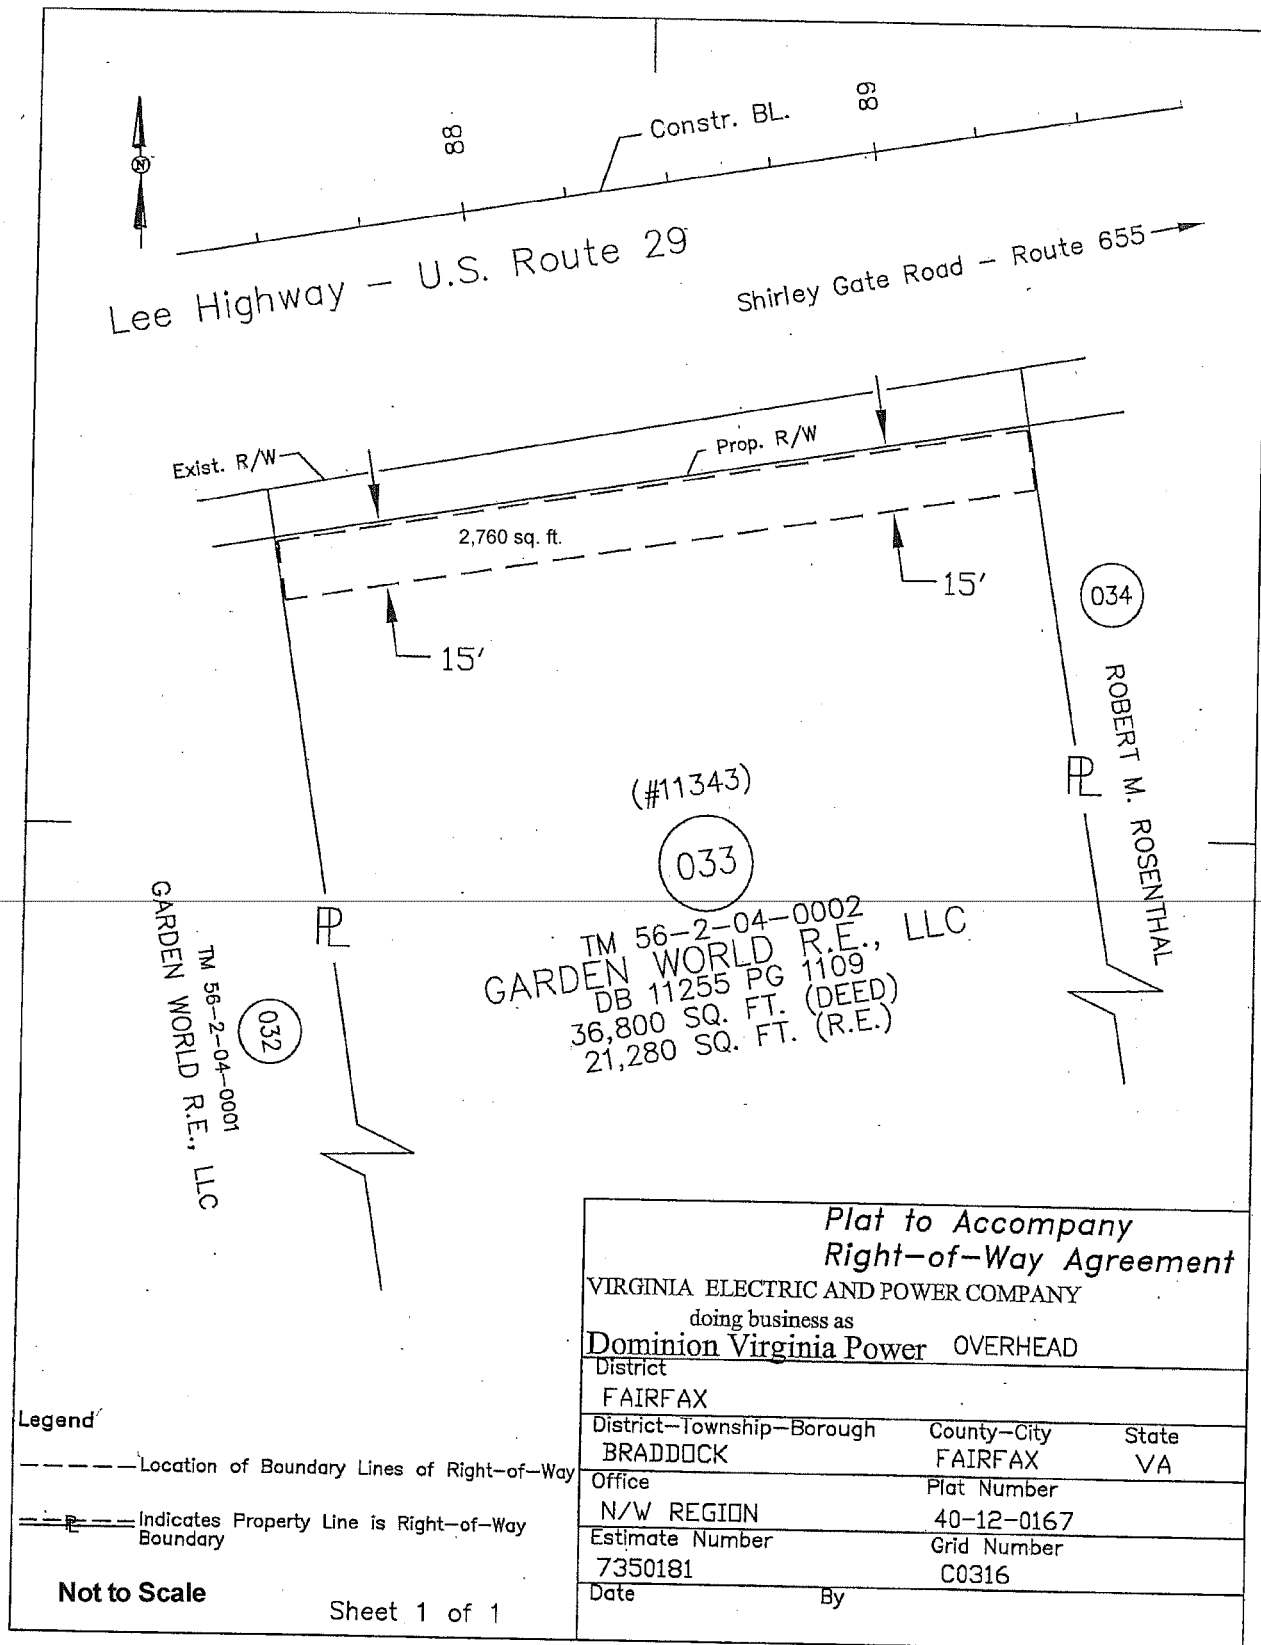 N
88
89
Constr. BL.
Lee Highway - U.S. Route 29
Shirley Gate Road - Route 655
Exist. R/W
Prop. R/W
2,760 sq. ft.
15'
15'
034
ROBERT M. ROSENTHAL
PL
PL
(#11343)
033
TM 56-2-04-0002
GARDEN WORLD R.E., LLC
DB 11255 PG 1109
36,800 SQ. FT. (DEED)
21,280 SQ. FT. (R.E.)
032
TM 56-2-04-0001
GARDEN WORLD R.E., LLC
Plat to Accompany
Right-of-Way Agreement
VIRGINIA ELECTRIC AND POWER COMPANY
doing business as
Dominion Virginia Power OVERHEAD
District
FAIRFAX
District-Township-Borough County-City State
BRADDOCK FAIRFAX VA
Office Plat Number
N/W REGION 40-12-0167
Estimate Number Grid Number
7350181 C0316
Date By
Legend
Location of Boundary Lines of Right-of-Way
PL Indicates Property Line is Right-of-Way
Boundary
Not to Scale
Sheet 1 of 1